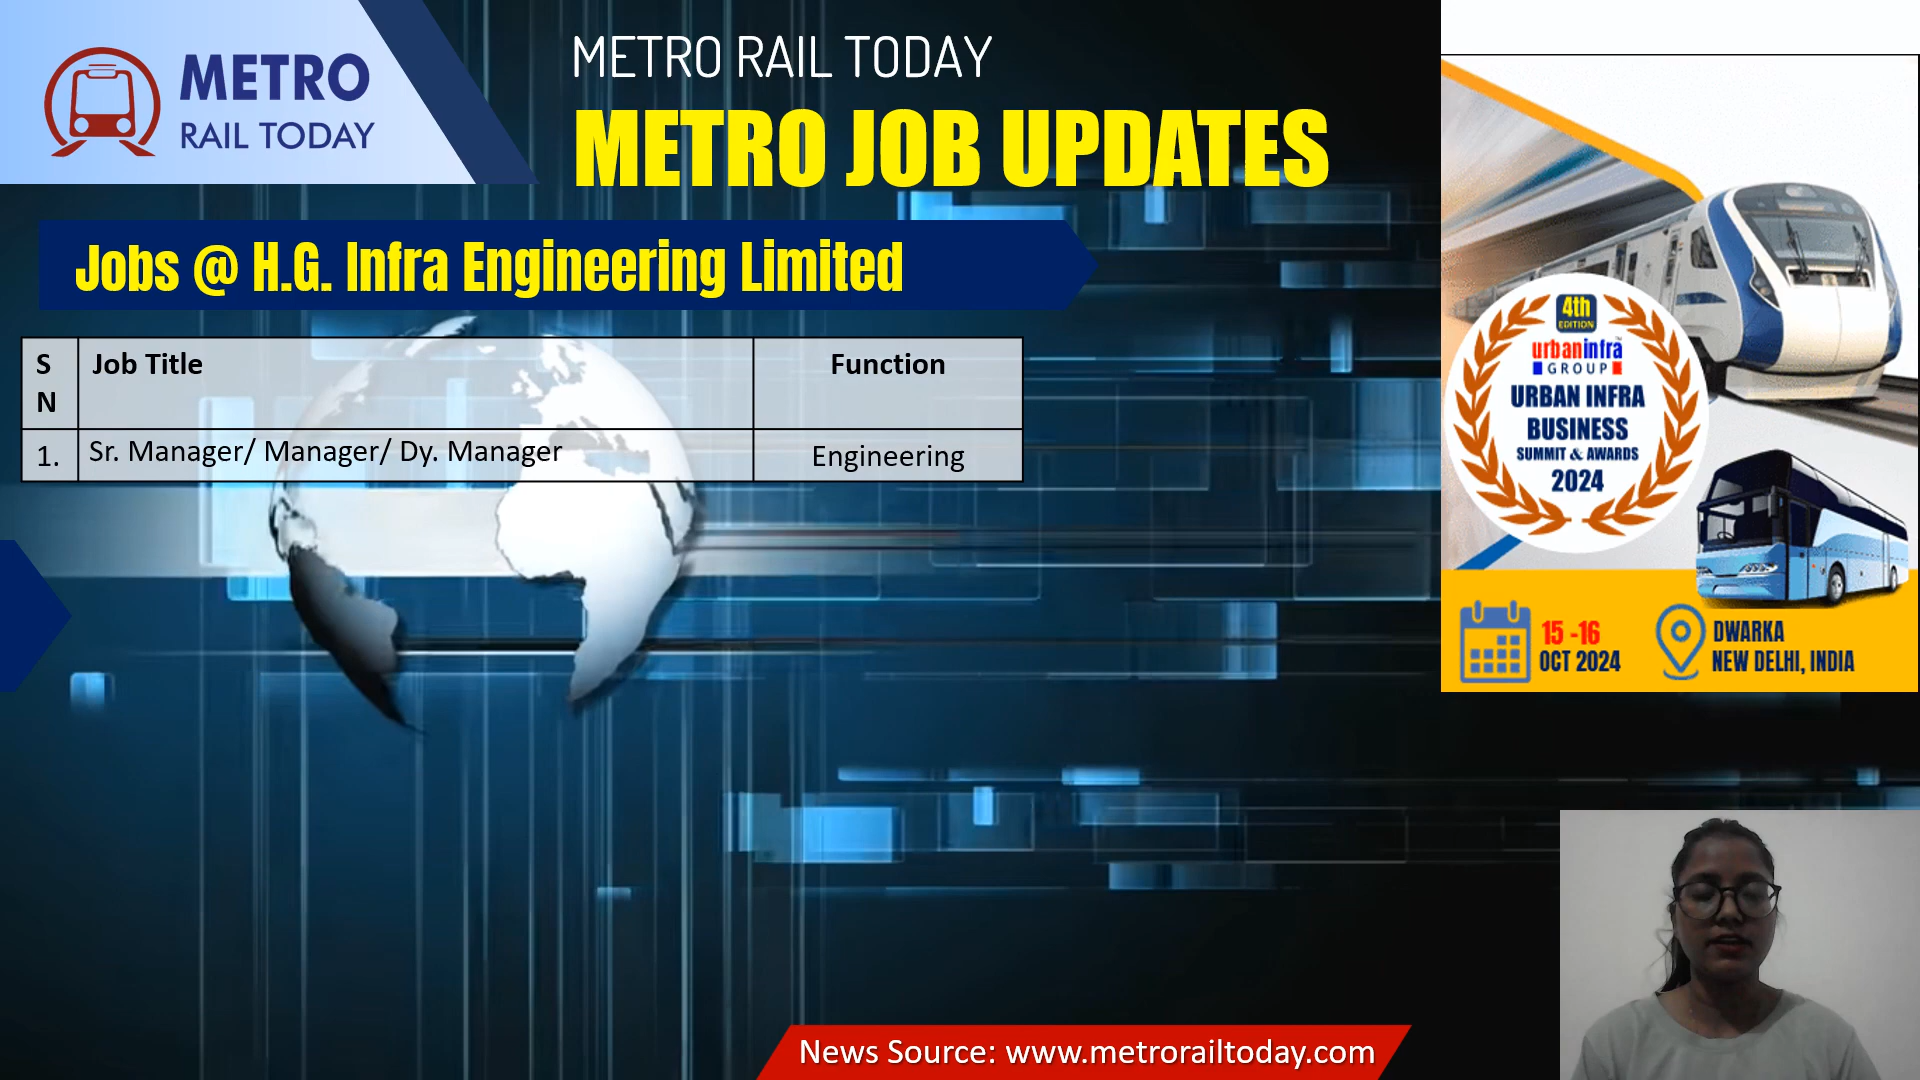 METRO
RAIL TODAY
METRO RAIL TODAY
METRO JOB UPDATES
Jobs @ H.G. Infra Engineering Limited
S
N
Job Title
Function
1.
Sr. Manager/ Manager/ Dy. Manager
Engineering
4th
EDITION
urbaninfra
GROUP
URBAN INFRA
BUSINESS
SUMMIT & AWARDS
2024
15 -16
OCT 2024
DWARKA
NEW DELHI, INDIA
News Source: www.metrorailtoday.com